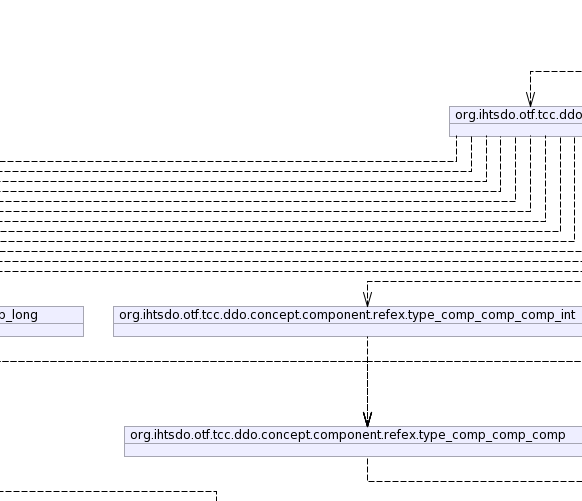 org.ihtsdo.otf.tcc.ddo
p_long
org.ihtsdo.otf.tcc.ddo.concept.component.refex.type_comp_comp_comp_int
org.ihtsdo.otf.tcc.ddo.concept.component.refex.type_comp_comp_comp